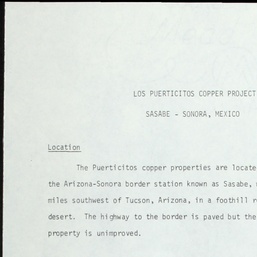 LOS PUERTICITOS COPPER PROJECT
SASABE - SONORA, MEXICO
Location
The Puerticitos copper properties are locate
the Arizona-Sonora border station known as Sasabe,
miles southwest of Tucson, Arizona, in a foothill r
desert. The highway to the border is paved but the
property is unimproved.